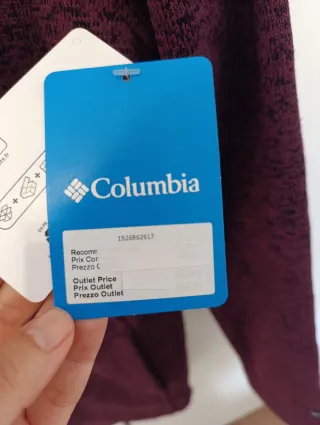 Columbia
1920862617
Recomm
Prix Con
Prezzo C
Outlet Price
Prix Outlet
Prezzo Outlet